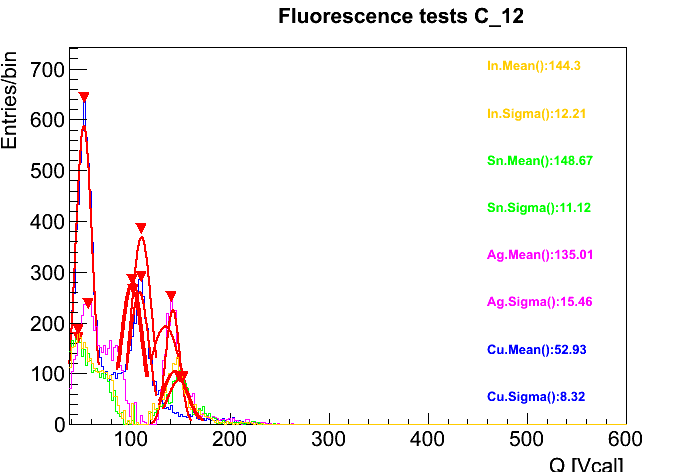 Fluorescence tests C_12
Entries/bin
700
600
500
400
300
200
100
0
100
200
300
400
500
600
Q [Vcal]
In.Mean():144.3
In.Sigma():12.21
Sn.Mean():148.67
Sn.Sigma():11.12
Ag.Mean():135.01
Ag.Sigma():15.46
Cu.Mean():52.93
Cu.Sigma():8.32